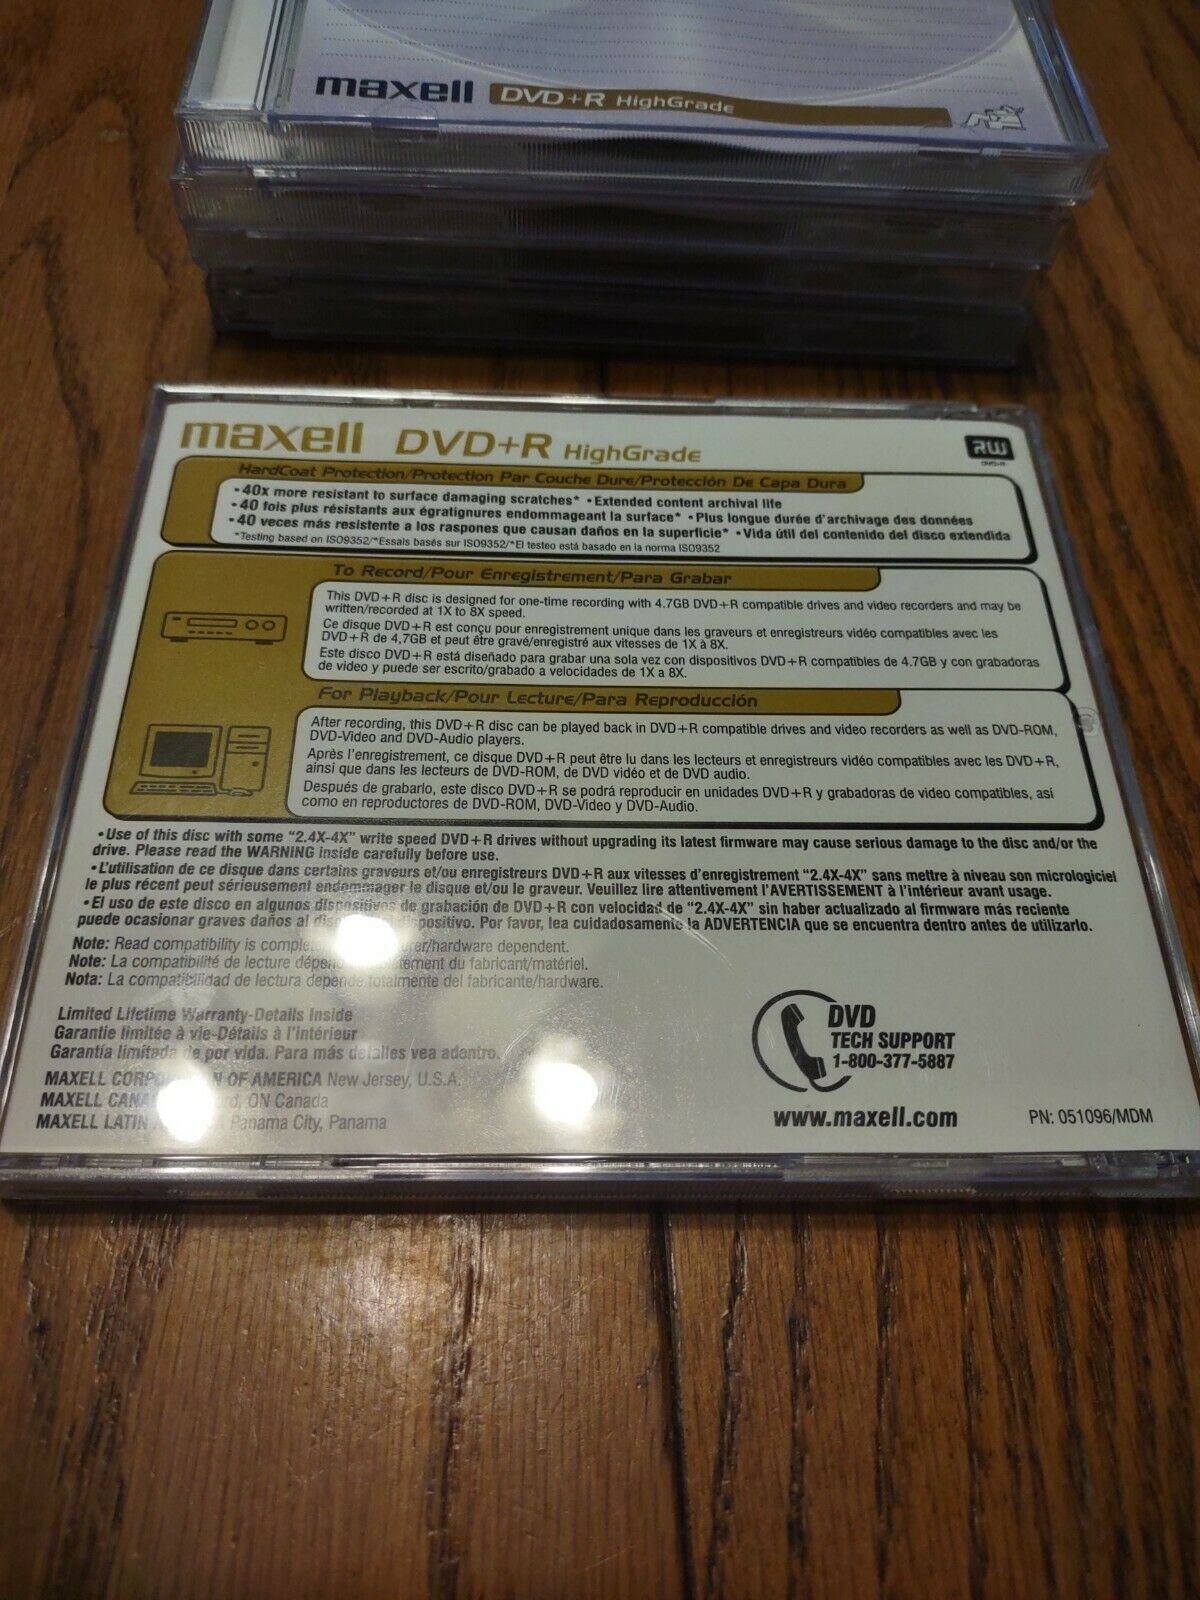 maxell DVD+R HighGrade
maxell DVD+R HighGrade
RW
DVD+R
HardCoat Protection/Protection Par Couche Dure/Protección De Capa Dura
•40x more resistant to surface damaging scratches* •Extended content archival life
•40 fois plus résistants aux égratignures endommageant la surface* •Plus longue durée d'archivage des données
•40 veces más resistente a los raspones que causan daños en la superficie* •Vida útil del contenido del disco extendida
*Testing based on ISO9352/*Essais basés sur ISO9352/*El testeo está basado en la norma ISO9352
To Record/Pour Enregistrement/Para Grabar
This DVD+R disc is designed for one-time recording with 4.7GB DVD+R compatible drives and video recorders and may be
written/recorded at 1X to 8X speed.
Ce disque DVD+R est conçu pour enregistrement unique dans les graveurs et enregistreurs vidéo compatibles avec les
DVD+R de 4,7GB et peut être gravé/enregistré aux vitesses de 1X à 8X.
Este disco DVD+R está diseñado para grabar una sola vez con dispositivos DVD+R compatibles de 4.7GB y con grabadoras
de video y puede ser escrito/grabado a velocidades de 1X a 8X.
For Playback/Pour Lecture/Para Reproducción
After recording, this DVD+R disc can be played back in DVD+R compatible drives and video recorders as well as DVD-ROM,
DVD-Video and DVD-Audio players.
Après l'enregistrement, ce disque DVD+R peut être lu dans les lecteurs et enregistreurs vidéo compatibles avec les DVD+R,
ainsi que dans les lecteurs de DVD-ROM, de DVD vidéo et de DVD audio.
Después de grabarlo, este disco DVD+R se podrá reproducir en unidades DVD+R y grabadoras de video compatibles, así
como en reproductores de DVD-ROM, DVD-Video y DVD-Audio.
•Use of this disc with some "2.4X-4X" write speed DVD+R drives without upgrading its latest firmware may cause serious damage to the disc and/or the
drive. Please read the WARNING inside carefully before use.
•L'utilisation de ce disque dans certains graveurs et/ou enregistreurs DVD+R aux vitesses d'enregistrement "2.4X-4X" sans mettre à niveau son micrologiciel
le plus récent peut sérieusement endommager le disque et/ou le graveur. Veuillez lire attentivement l'AVERTISSEMENT à l'intérieur avant usage.
•El uso de este disco en algunos dispositivos de grabación de DVD+R con velocidad de "2.4X-4X" sin haber actualizado al firmware más reciente
puede ocasionar graves daños al Por favor, lea cuidadosamente la ADVERTENCIA que se encuentra dentro antes de utilizarlo.
Note: Read compatibility is dependent.
Note: La compatibilité de lecture du fabricant/matériel.
Nota: La compatibilidad de lectura depende totalmente del fabricante/hardware.
Limited Lifetime Warranty-Details Inside
Garantie limitée à vie-Détails à l'intérieur
Garantía limitada de por vida. Para más detalles vea adentro.
MAXELL OF AMERICA New Jersey, U.S.A.
MAXELL ON Canada
MAXELL LATIN Panama City, Panama
DVD
TECH SUPPORT
1-800-377-5887
www.maxell.com
PN: 051096/MDM